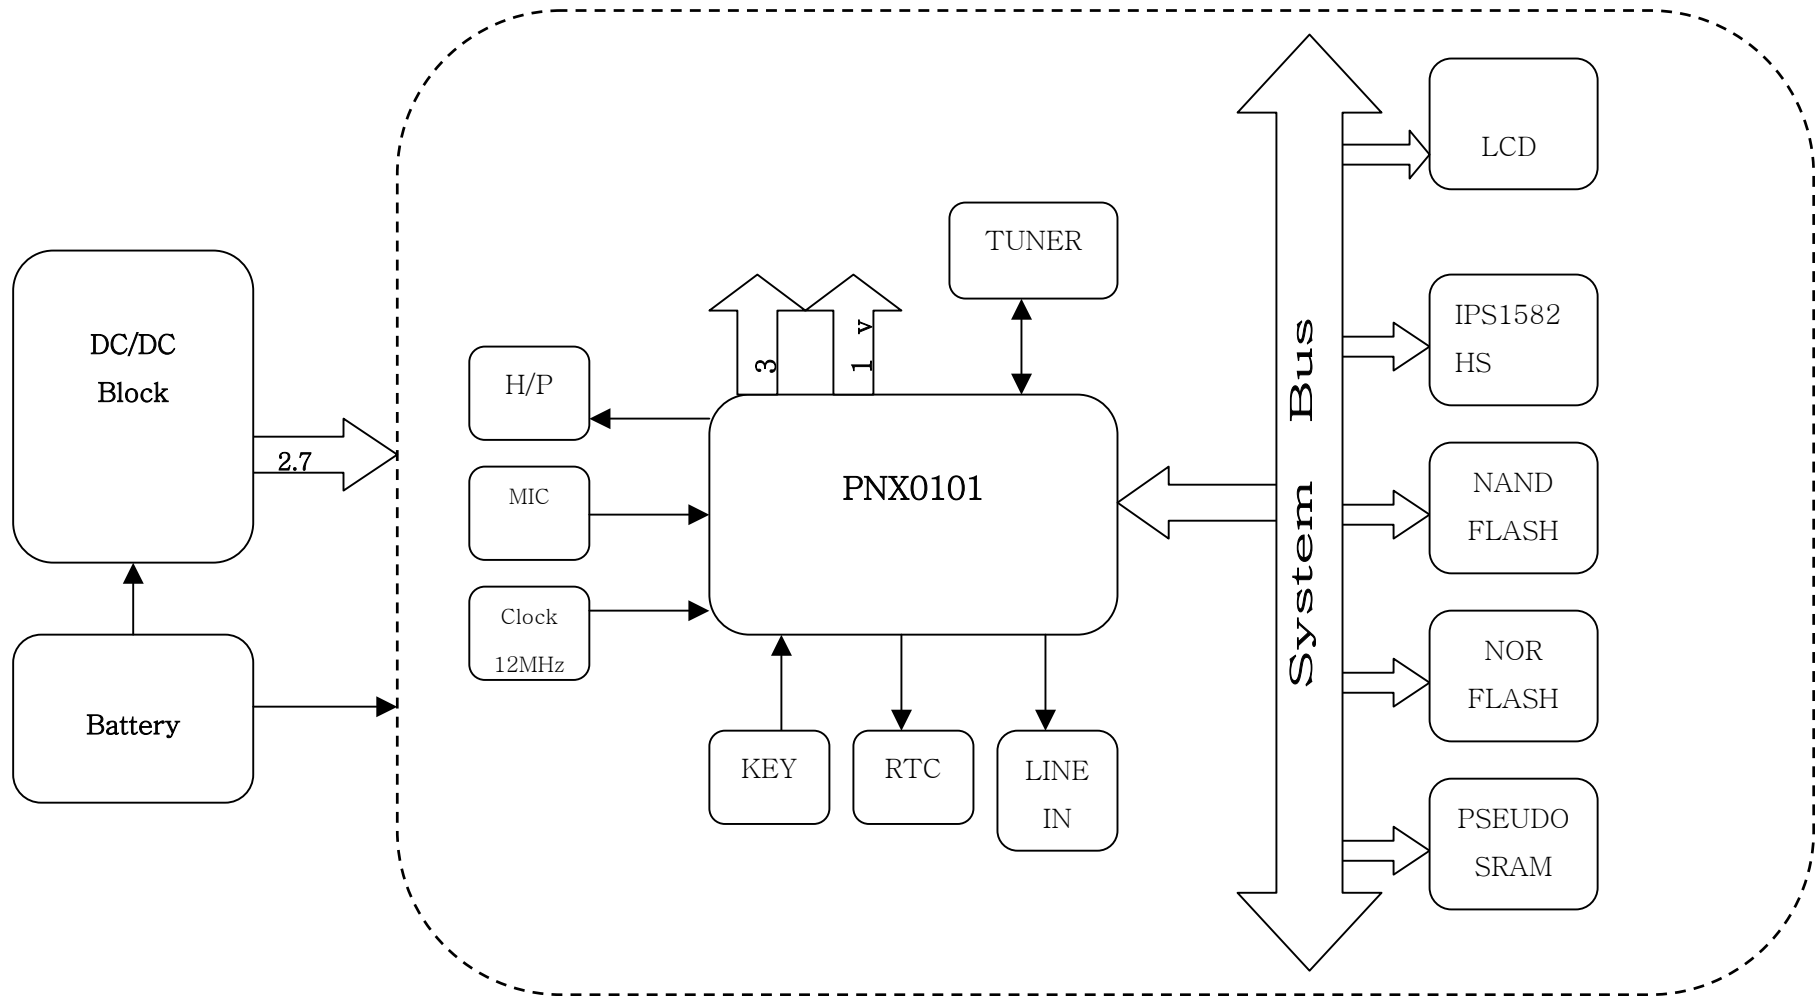 LCD
TUNER
DC/DC
Block
2.7
3
1 v
H/P
MIC
Clock
12MHz
PNX0101
System Bus
IPS1582
HS
NAND
FLASH
NOR
FLASH
Battery
KEY
RTC
LINE
IN
PSEUDO
SRAM